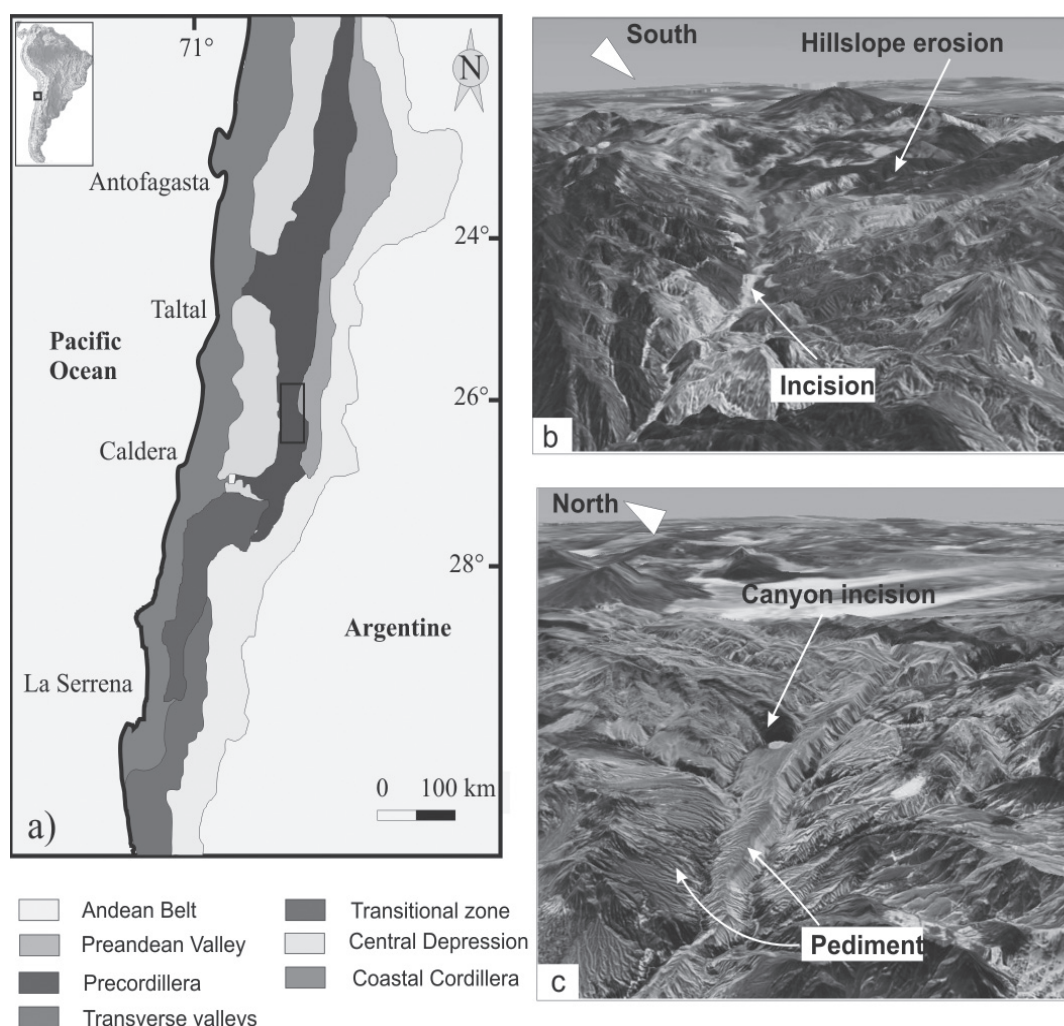 71°
N
Antofagasta
24°
Taltal
Pacific
Ocean
26°
Caldera
28°
Argentine
La Serrena
0 100 km
a)
Andean Belt
Preandean Valley
Precordillera
Transverse valleys
Transitional zone
Central Depression
Coastal Cordillera
South
Hillslope erosion
Incision
b
North
Canyon incision
Pediment
c